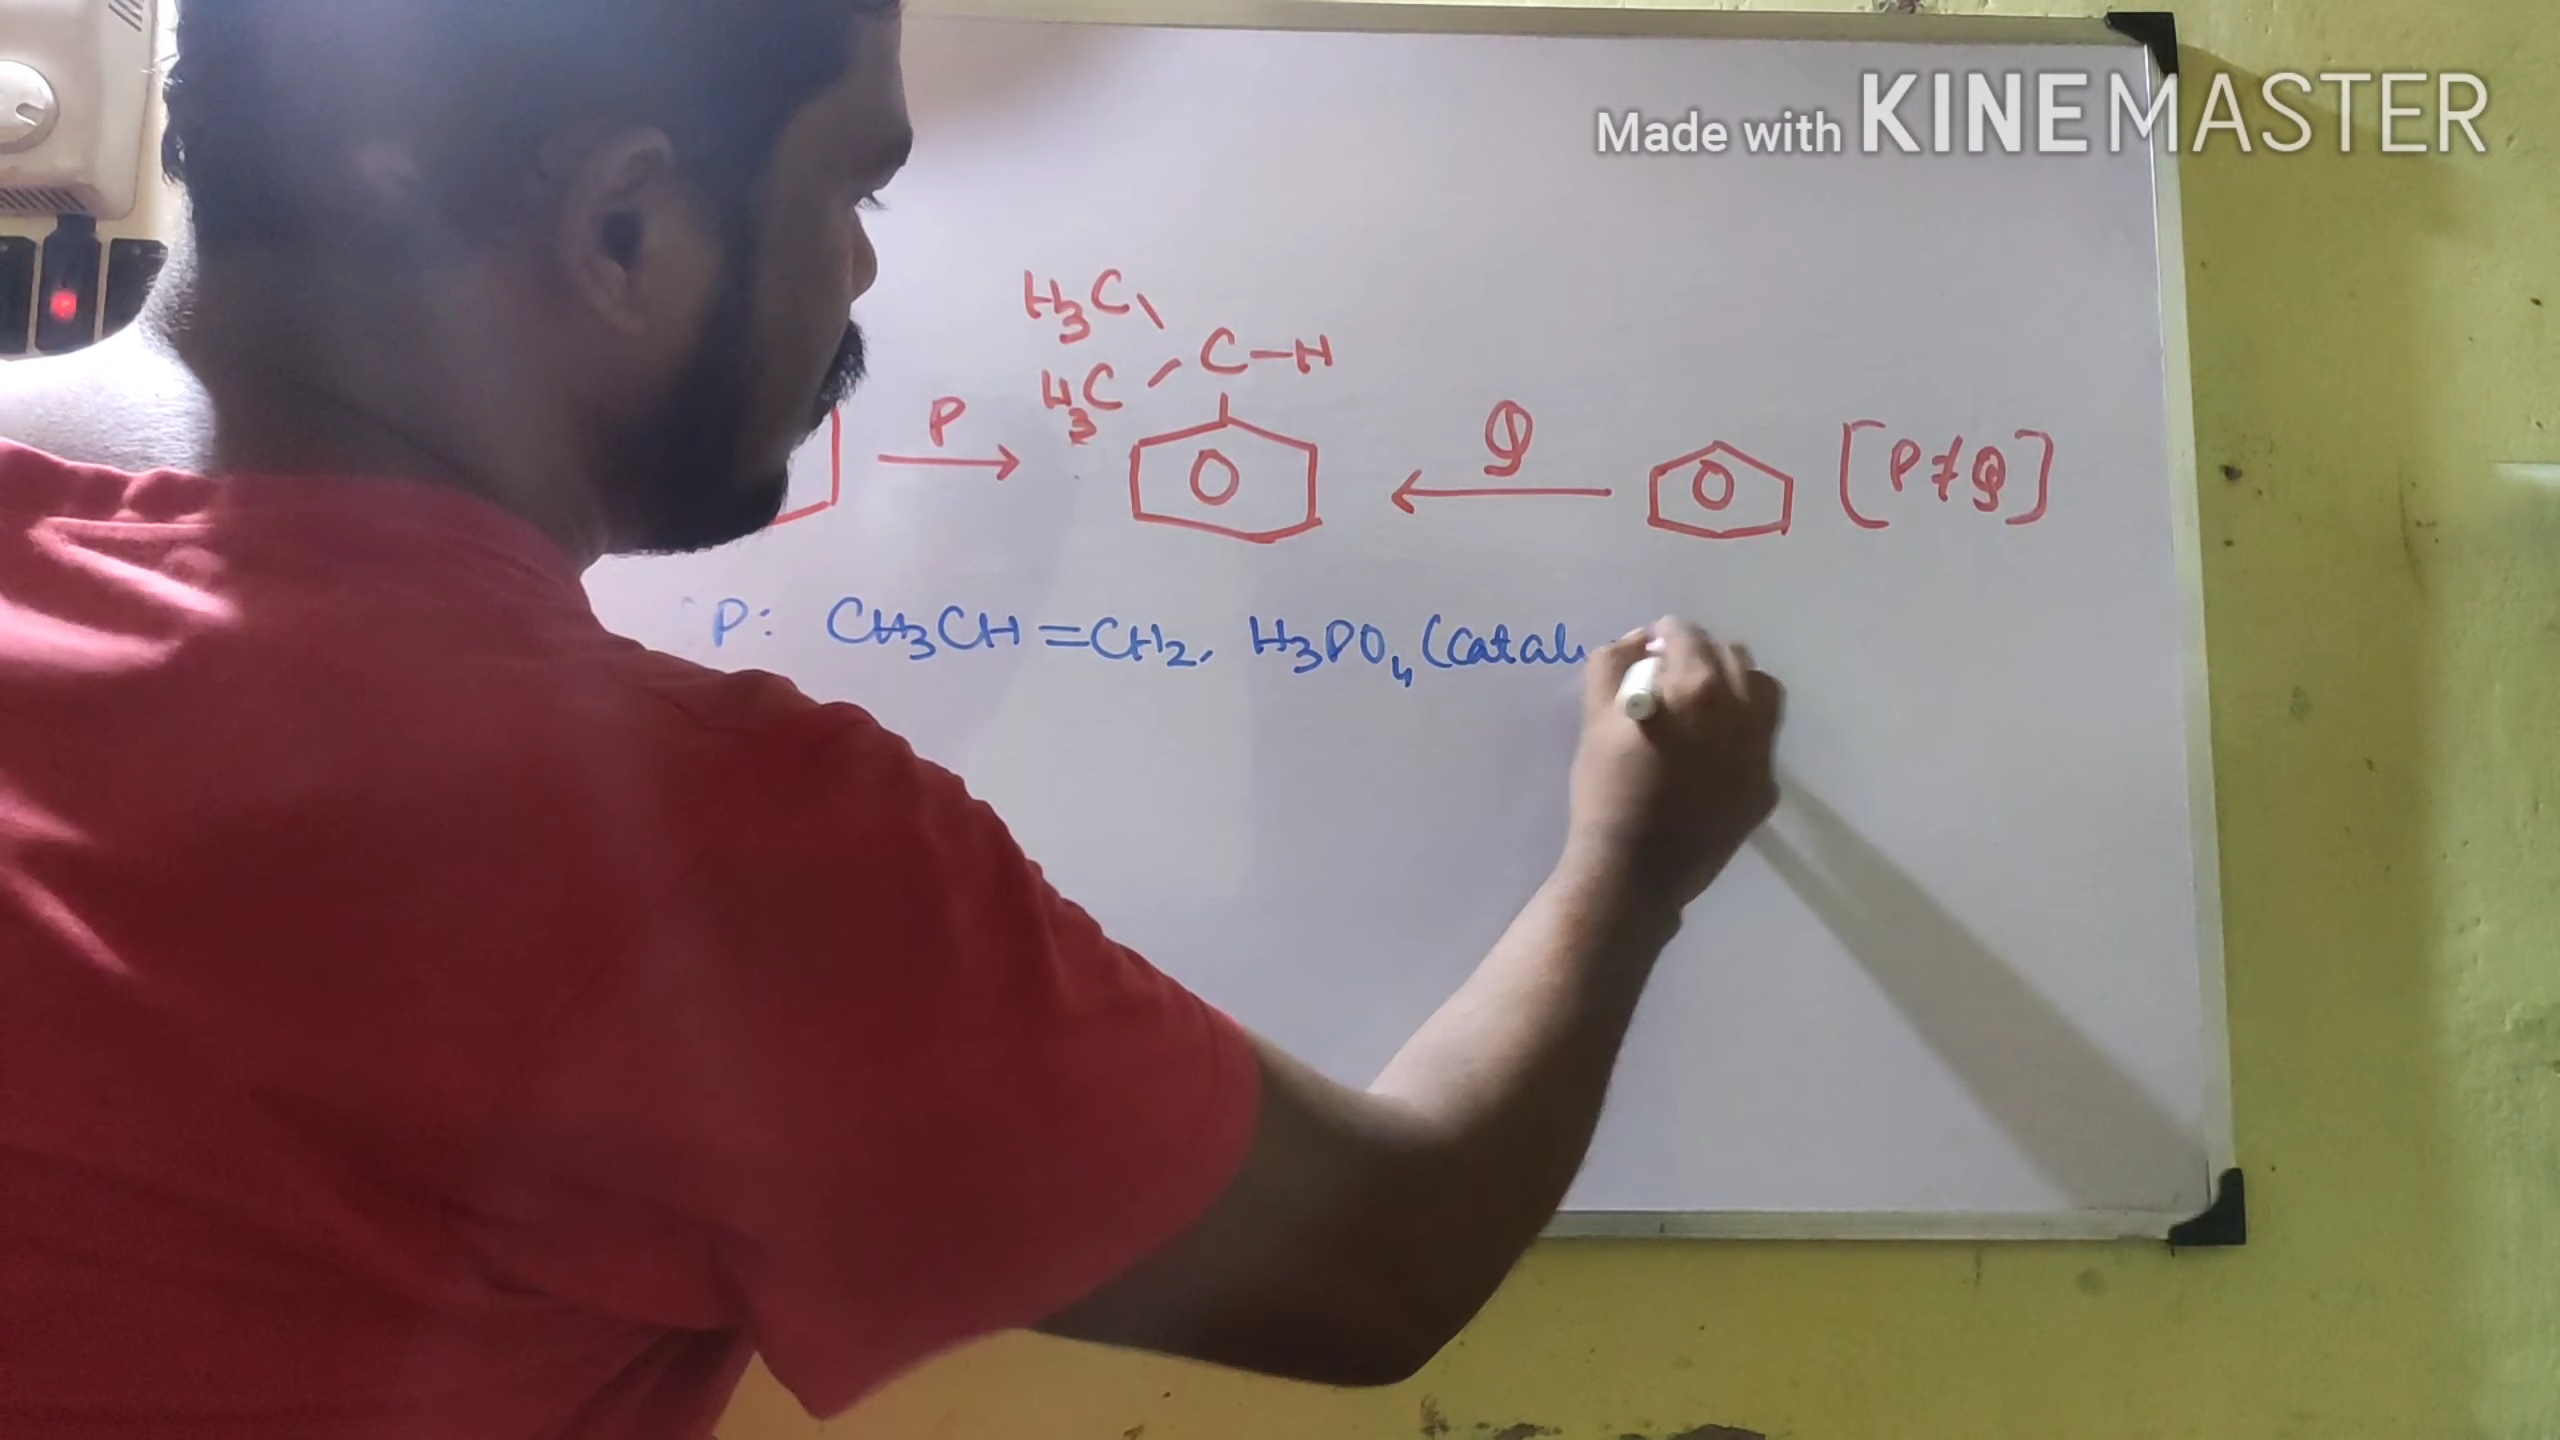 Made with KINEMASTER
H₃C
C-H
H₃C
P
Q
[P≠Q]
P: CH₃CH=CH₂, H₃PO₄ (catal